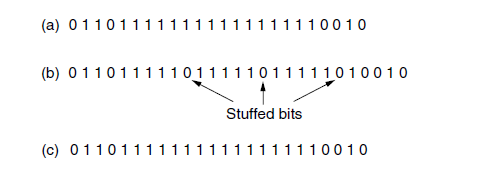 (a) 0 1 1 0 1 1 1 1 1 1 1 1 1 1 1 1 1 1 1 1 0 0 1 0
(b) 0 1 1 0 1 1 1 1 1 0 1 1 1 1 1 0 1 1 1 1 1 0 1 0 0 1 0
Stuffed bits
(c) 0 1 1 0 1 1 1 1 1 1 1 1 1 1 1 1 1 1 1 1 0 0 1 0